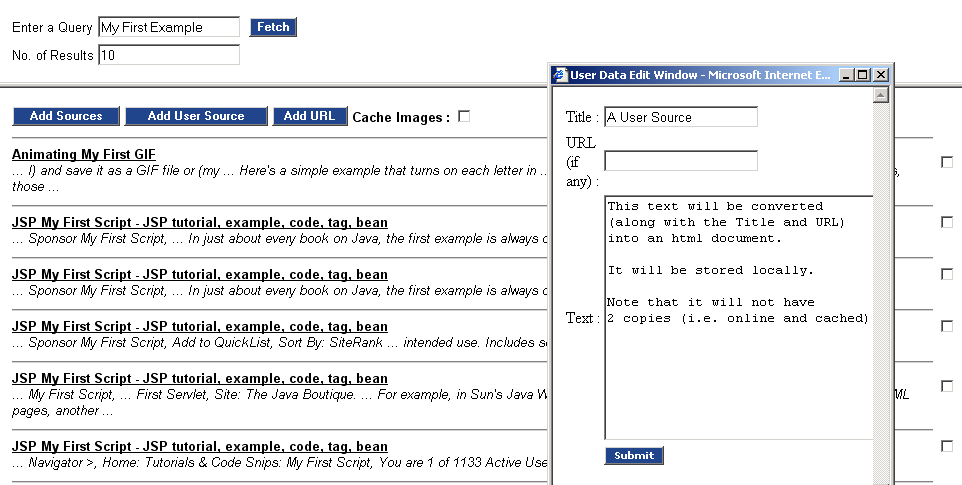 Enter a Query My First Example Fetch
No. of Results 10
Add Sources Add User Source Add URL Cache Images :
Animating My First GIF
... I) and save it as a GIF file or (my ... Here's a simple example that turns on each letter in ..
those ...
JSP My First Script - JSP tutorial, example, code, tag, bean
... Sponsor My First Script, ... In just about every book on Java, the first example is always
JSP My First Script - JSP tutorial, example, code, tag, bean
... Sponsor My First Script, ... In just about every book on Java, the first example is always
JSP My First Script - JSP tutorial, example, code, tag, bean
... Sponsor My First Script, Add to QuickList, Sort By: SiteRank ... intended use. Includes
JSP My First Script - JSP tutorial, example, code, tag, bean
... My First Script, ... First Servlet, Site: The Java Boutique. ... For example, in Sun's Java
pages, another ...
JSP My First Script - JSP tutorial, example, code, tag, bean
... Navigator >, Home: Tutorials & Code Snips: My First Script, You are 1 of 1133 Active
User Data Edit Window - Microsoft Internet E...
Title : A User Source
URL
(if
any) :
This text will be converted
(along with the Title and URL)
into an html document.
It will be stored locally.
Note that it will not have
Text : 2 copies (i.e. online and cached)
Submit